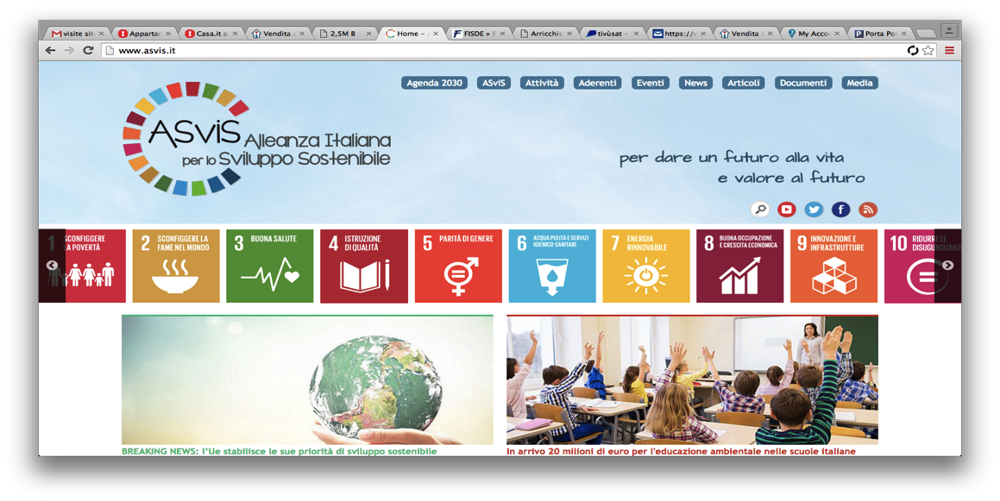 visite sit
Appartar
Casa.it a
Vendita
2,5M B
Home -
FISDE » F
Arricchis
tivùsat -
https://v
Vendita
My Acco
Porta Po
www.asvis.it
Agenda 2030 ASviS Attività Aderenti Eventi News Articoli Documenti Media
ASviS Alleanza Italiana
per lo Sviluppo Sostenibile
per dare un futuro alla vita
e valore al futuro
1 SCONFIGGERE
LA POVERTÀ
2 SCONFIGGERE LA
FAME NEL MONDO
3 BUONA SALUTE
4 ISTRUZIONE
DI QUALITÀ
5 PARITÀ DI GENERE
6 ACQUA PULITA E SERVIZI
IGIENICO-SANITARI
7 ENERGIA
RINNOVABILE
8 BUONA OCCUPAZIONE
E CRESCITA ECONOMICA
9 INNOVAZIONE E
INFRASTRUTTURE
10 RIDURRE LE
DISUGUAGLIANZ
BREAKING NEWS: l'Ue stabilisce le sue priorità di sviluppo sostenibile
In arrivo 20 milioni di euro per l'educazione ambientale nelle scuole italiane